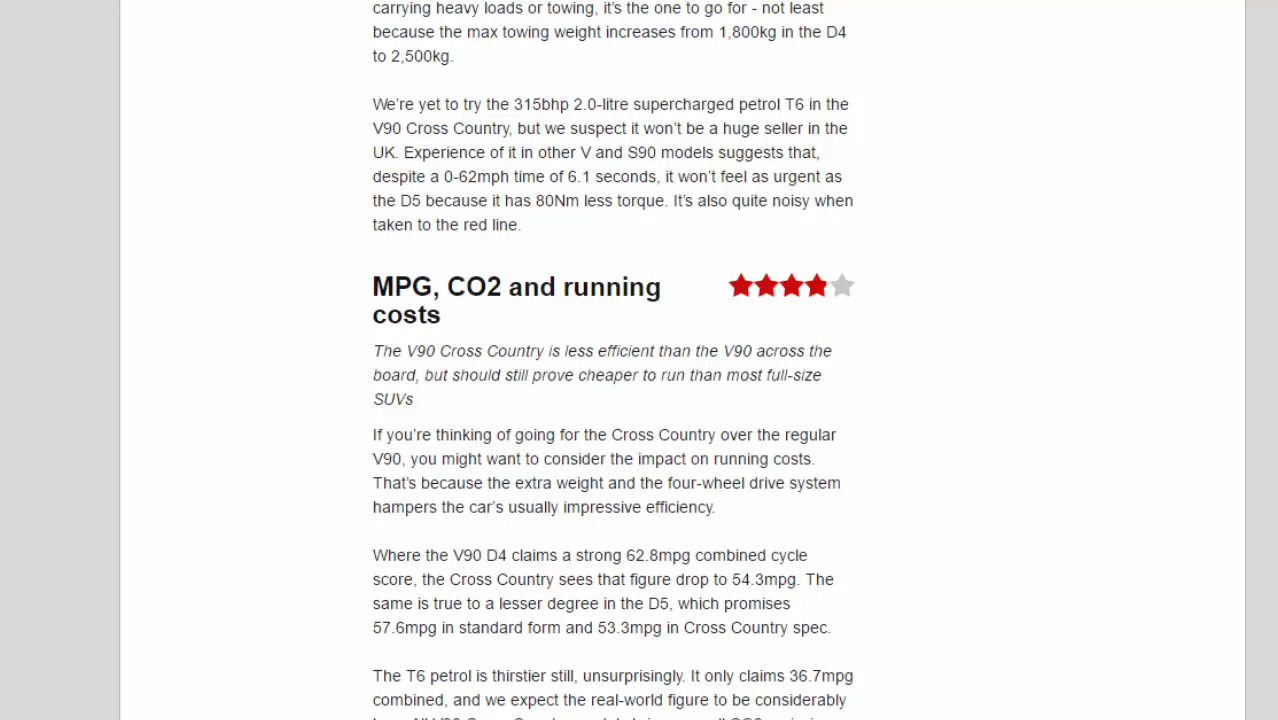 carrying heavy loads or towing, it's the one to go for - not least
because the max towing weight increases from 1,800kg in the D4
to 2,500kg.
We're yet to try the 315bhp 2.0-litre supercharged petrol T6 in the
V90 Cross Country, but we suspect it won't be a huge seller in the
UK. Experience of it in other V and S90 models suggests that,
despite a 0-62mph time of 6.1 seconds, it won't feel as urgent as
the D5 because it has 80Nm less torque. It's also quite noisy when
taken to the red line.
MPG, CO2 and running
costs
The V90 Cross Country is less efficient than the V90 across the
board, but should still prove cheaper to run than most full-size
SUVs
If you're thinking of going for the Cross Country over the regular
V90, you might want to consider the impact on running costs.
That's because the extra weight and the four-wheel drive system
hampers the car's usually impressive efficiency.
Where the V90 D4 claims a strong 62.8mpg combined cycle
score, the Cross Country sees that figure drop to 54.3mpg. The
same is true to a lesser degree in the D5, which promises
57.6mpg in standard form and 53.3mpg in Cross Country spec.
The T6 petrol is thirstier still, unsurprisingly. It only claims 36.7mpg
combined, and we expect the real-world figure to be considerably